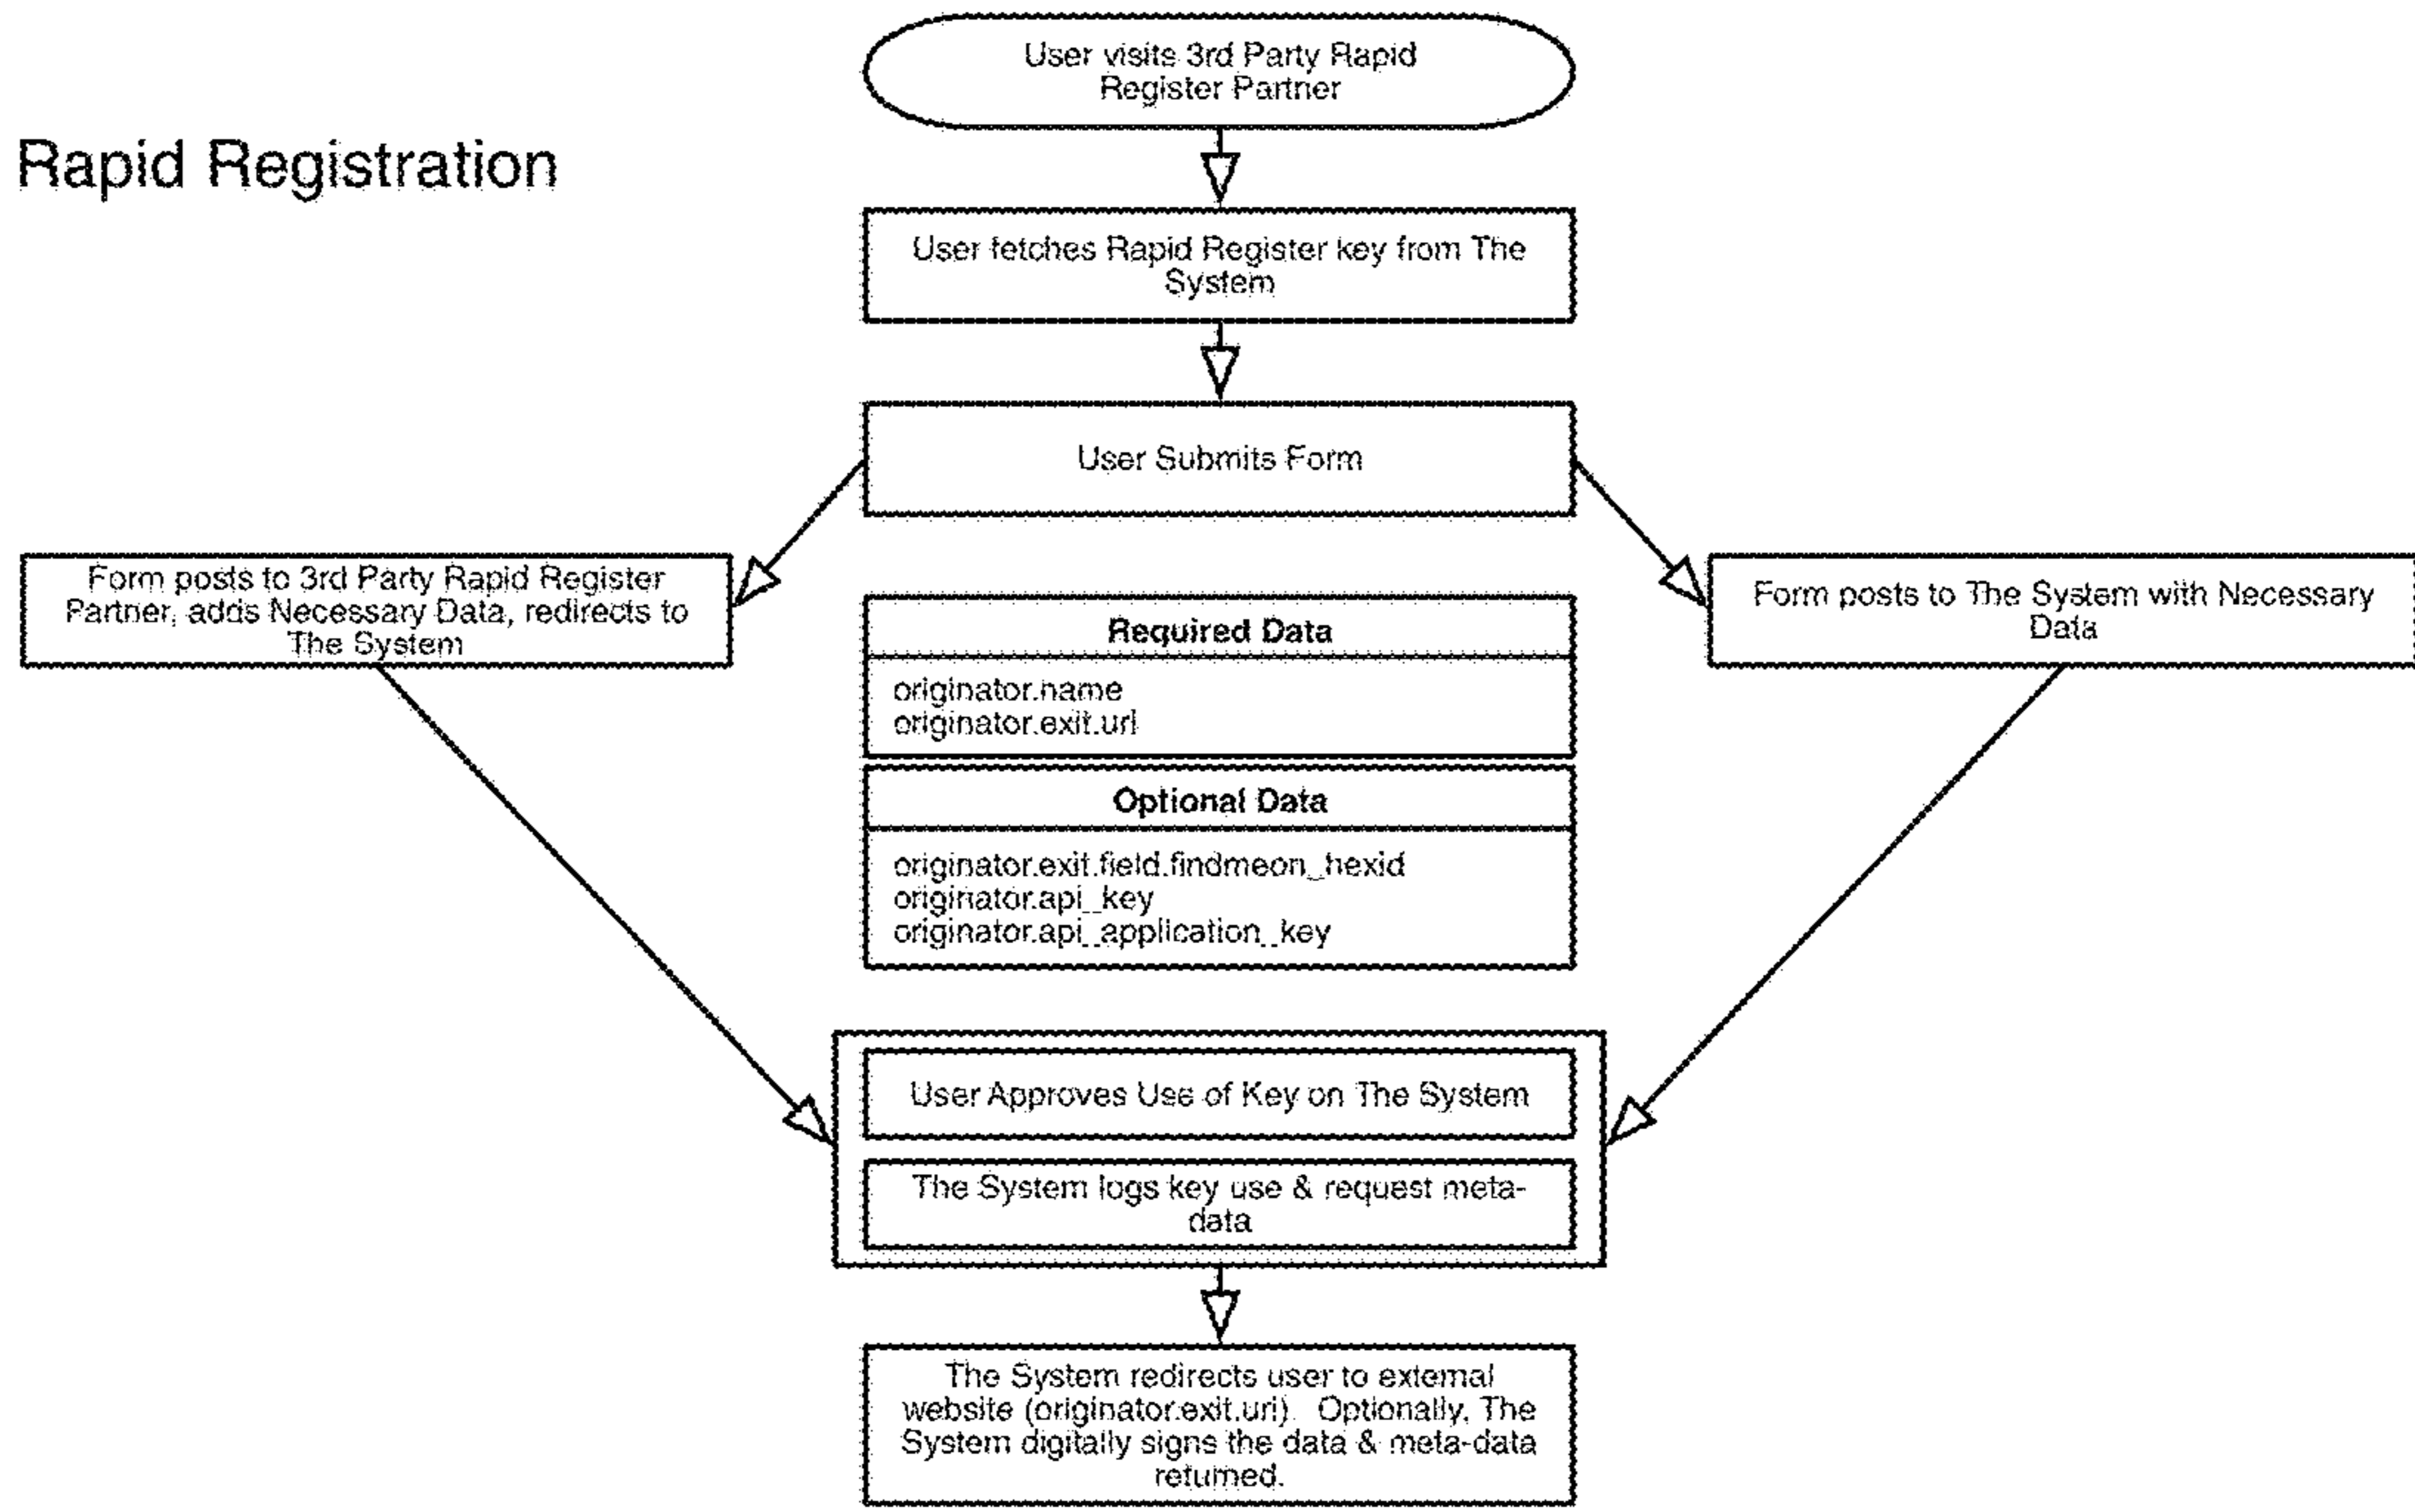 User visits 3rd Party Rapid
Register Partner
Rapid Registration
User fetches Rapid Register key from The
System
User Submits Form
Form posts to 3rd Party Rapid Register
Partner, adds Necessary Data, redirects to
The System
Form posts to The System with Necessary
Data
Required Data
originator.name
originator.exit.url
Optional Data
originator.exit.field.findmeon_hexid
originator.api_key
originator.api_application_key
User Approves Use of Key on The System
The System logs key use & request meta-
data
The System redirects user to external
website (originator.exit.url). Optionally, The
System digitally signs the data & meta-data
returned.